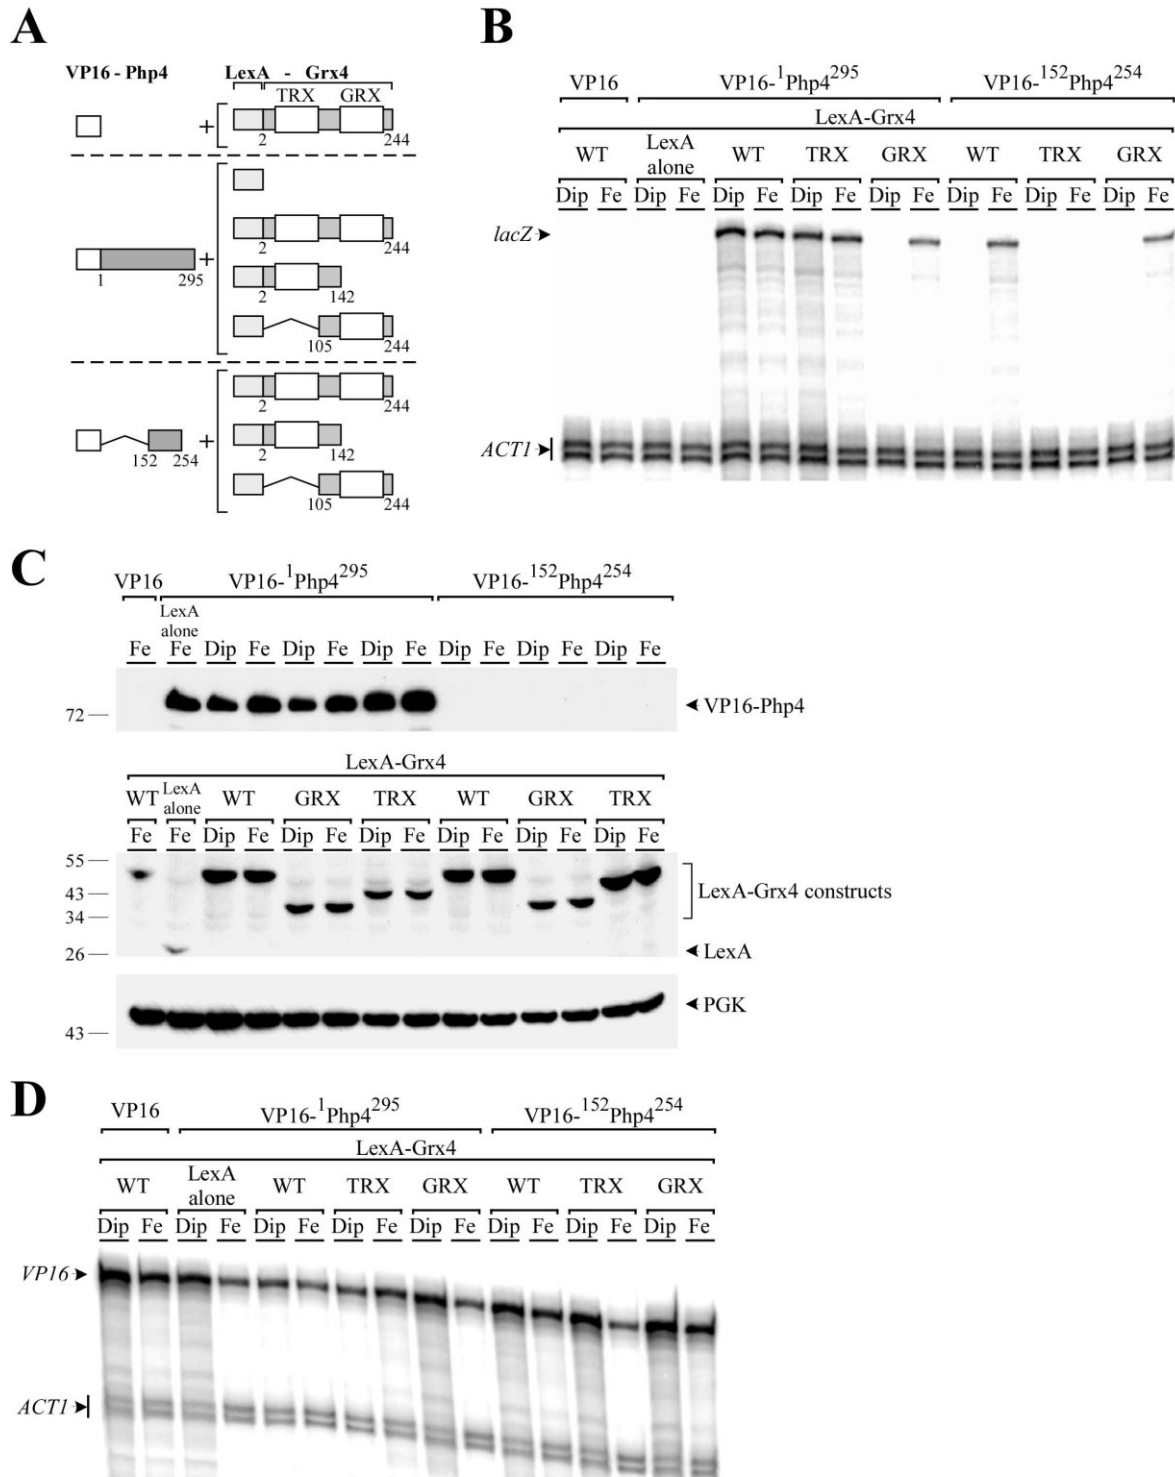 A
VP16 - Php4 LexA - Grx4
TRX GRX
+
2 244
+
2 244
1 295 2 142
105 244
2 244
+
152 254 2 142
105 244
B
VP16 VP16-¹Php4²⁹⁵ VP16-¹⁵²Php4²⁵⁴
LexA-Grx4
WT LexA alone WT TRX GRX WT TRX GRX
Dip Fe Dip Fe Dip Fe Dip Fe Dip Fe Dip Fe Dip Fe Dip Fe
lacZ
ACT1
C
VP16 VP16-¹Php4²⁹⁵ VP16-¹⁵²Php4²⁵⁴
LexA
alone
Fe Fe Dip Fe Dip Fe Dip Fe Dip Fe Dip Fe Dip Fe
72 VP16-Php4
LexA-Grx4
WT LexA alone WT GRX TRX WT GRX TRX
Fe Fe Dip Fe Dip Fe Dip Fe Dip Fe Dip Fe Dip Fe
55
43 LexA-Grx4 constructs
34
26 LexA
PGK
43
D
VP16 VP16-¹Php4²⁹⁵ VP16-¹⁵²Php4²⁵⁴
LexA-Grx4
WT LexA alone WT TRX GRX WT TRX GRX
Dip Fe Dip Fe Dip Fe Dip Fe Dip Fe Dip Fe Dip Fe Dip Fe
VP16
ACT1